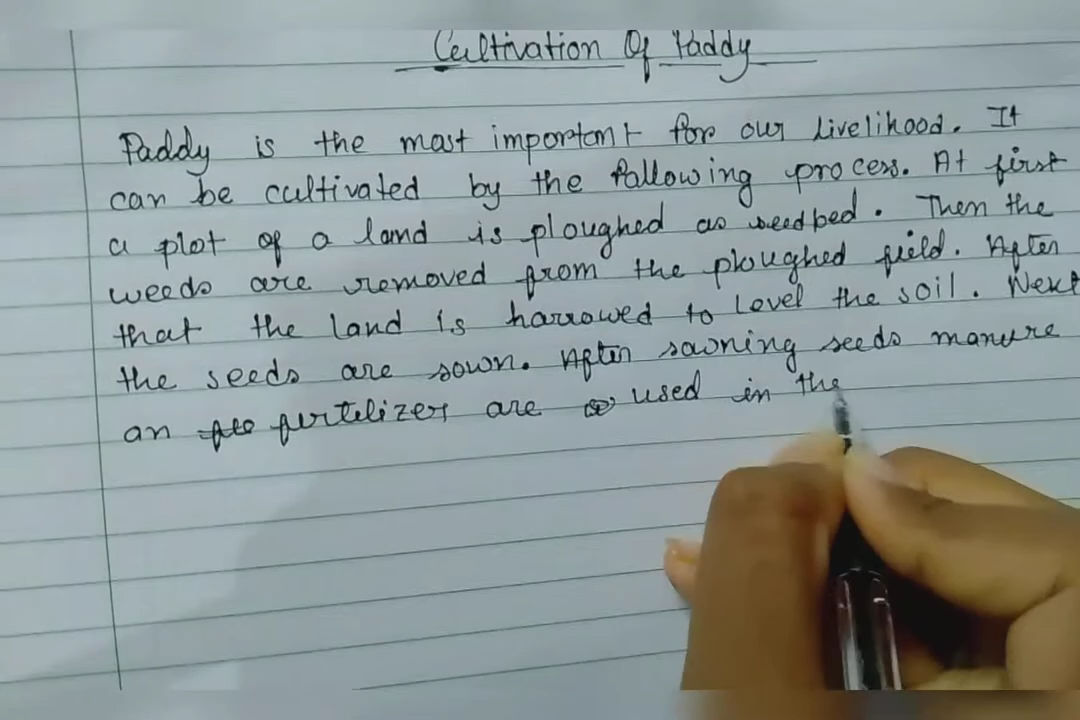 Cultivation Of Paddy
Paddy is the most important for our livelihood. It
can be cultivated by the following process. At first
a plot of a land is ploughed as seedbed. Then the
weeds are removed from the ploughed field. After
that the land is harrowed to level the soil. Next
the seeds are sown. After sowning seeds manure
an fertilizer are used in the